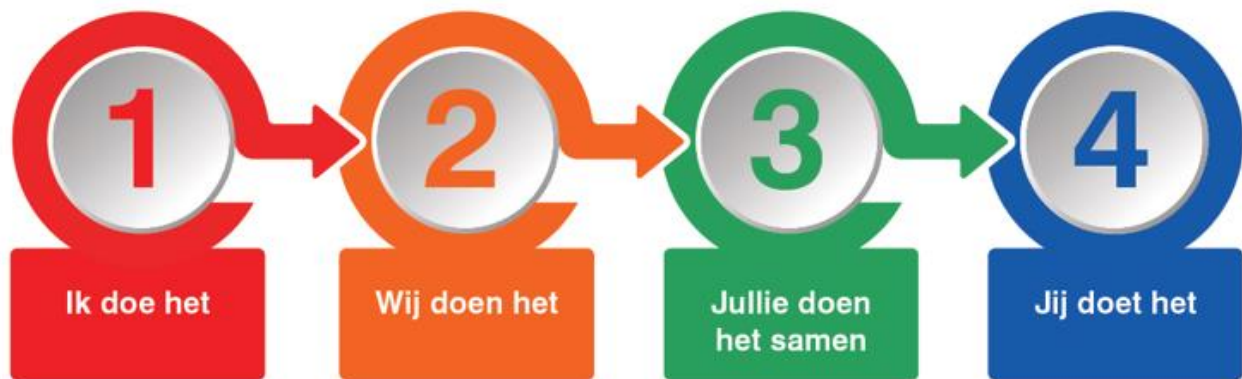 1
2
3
4
Ik doe het
Wij doen het
Jullie doen
het samen
Jij doet het